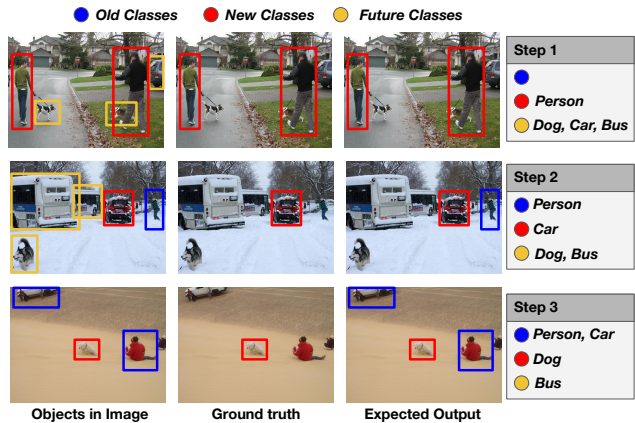 Old Classes New Classes Future Classes
Step 1
Person
Dog, Car, Bus
Step 2
Person
Car
Dog, Bus
Step 3
Person, Car
Dog
Bus
Objects in Image Ground truth Expected Output